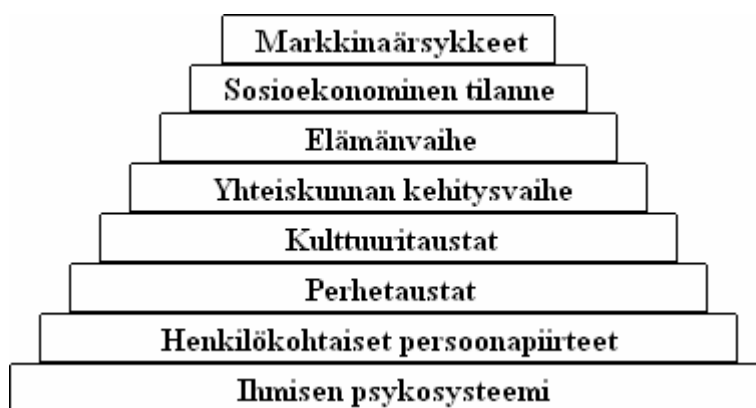 Markkinaärsykkeet
Sosioekonominen tilanne
Elämänvaihe
Yhteiskunnan kehitysvaihe
Kulttuuritaustat
Perhetaustat
Henkilökohtaiset persoonapiirteet
Ihmisen psykosysteemi